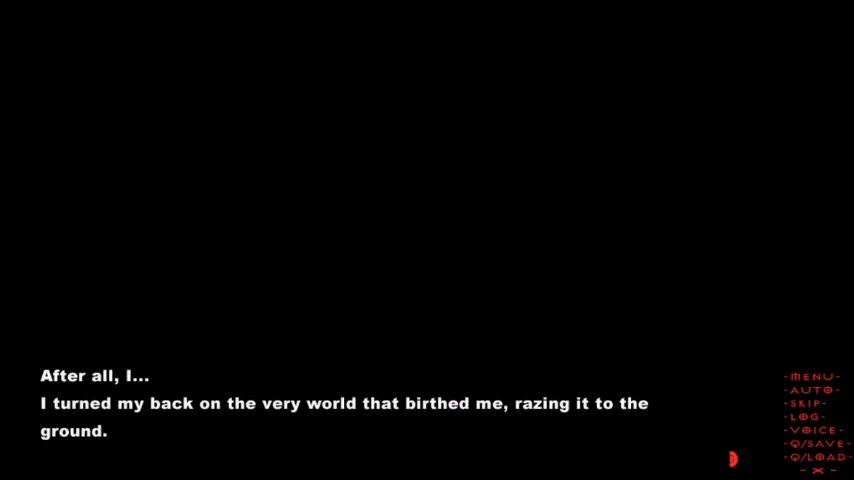 After all, I...
I turned my back on the very world that birthed me, razing it to the
ground.
-MENU-
-AUTO-
-SKIP-
-LOG-
-VOICE-
-Q/SAVE-
-Q/LOAD-
- X -